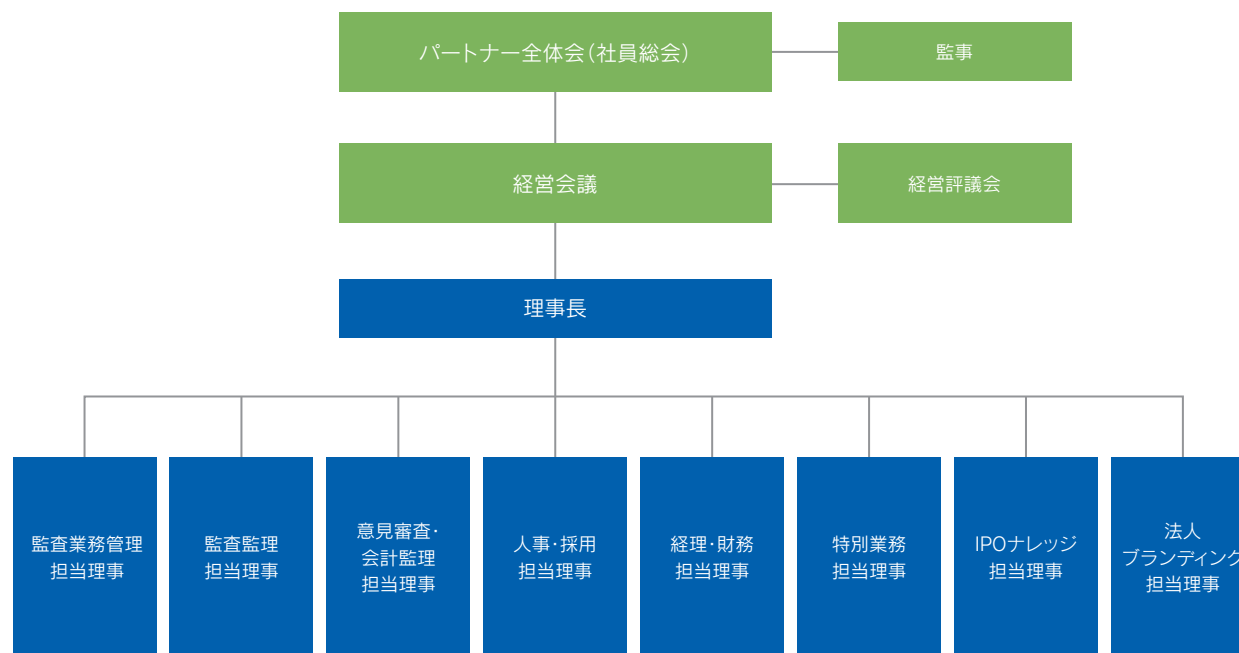 パートナー全体会（社員総会）
監事
経営会議
経営評議会
理事長
監査業務管理
担当理事
監査監理
担当理事
意見審査・
会計監理
担当理事
人事・採用
担当理事
経理・財務
担当理事
特別業務
担当理事
IPOナレッジ
担当理事
法人
ブランディング
担当理事